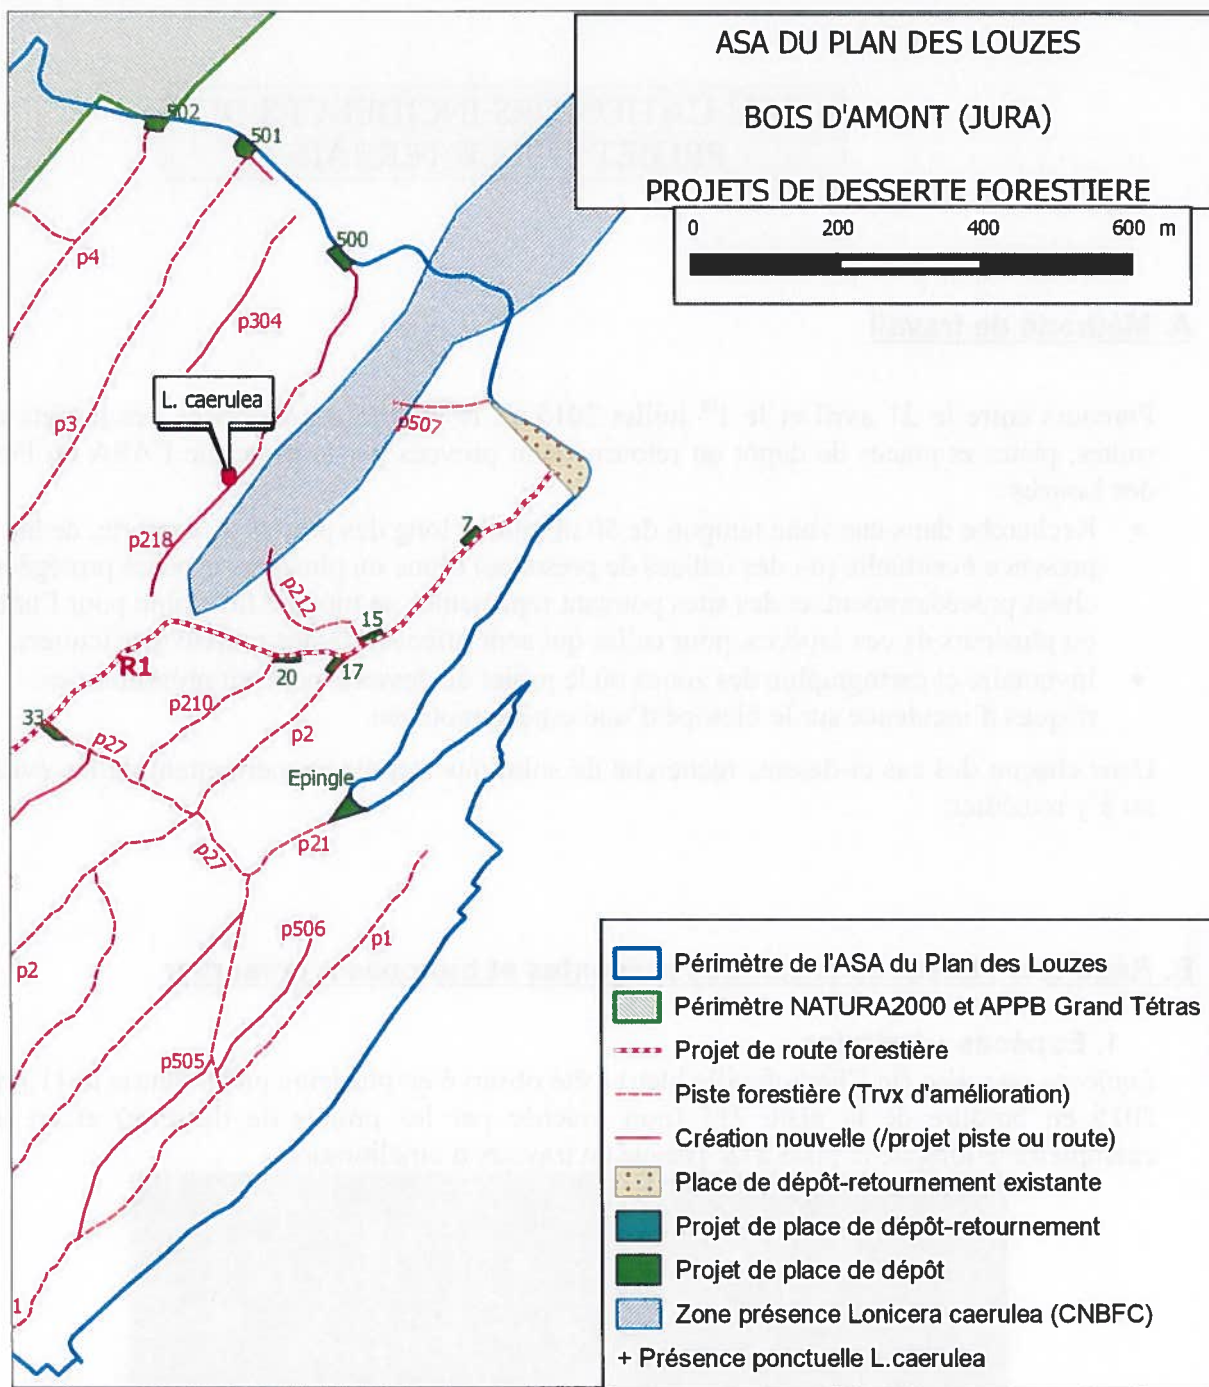 ASA DU PLAN DES LOUZES
BOIS D'AMONT (JURA)
PROJETS DE DESSERTE FORESTIERE
0 200 400 600 m
502
501
500
p4
p304
L. caerulea
p3
p507
p218
7
p212
15
R1
20
17
p210
33
p27
p2
Epingle
p27
p21
p506
p1
p2
p505
1
Périmètre de l'ASA du Plan des Louzes
Périmètre NATURA2000 et APPB Grand Tétras
Projet de route forestière
Piste forestière (Trvx d'amélioration)
Création nouvelle (/projet piste ou route)
Place de dépôt-retournement existante
Projet de place de dépôt-retournement
Projet de place de dépôt
Zone présence Lonicera caerulea (CNBFC)
+ Présence ponctuelle L.caerulea